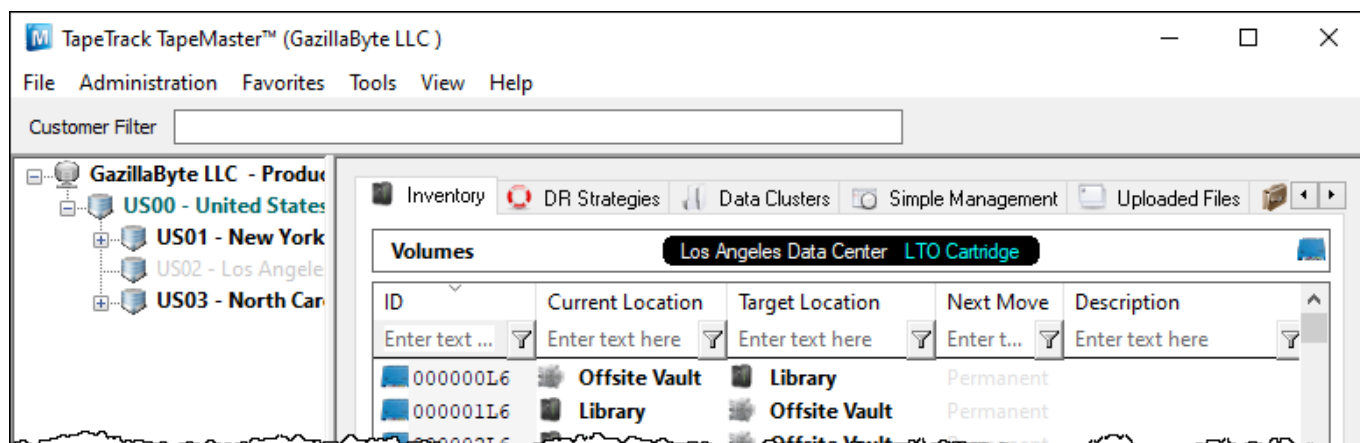 TapeTrack TapeMaster™ (GazillaByte LLC )
File Administration Favorites Tools View Help
Customer Filter
GazillaByte LLC - Produc
US00 - United States
US01 - New York
US02 - Los Angele
US03 - North Car
Inventory DR Strategies Data Clusters Simple Management Uploaded Files
Volumes Los Angeles Data Center LTO Cartridge
ID Current Location Target Location Next Move Description
Enter text ... Enter text here Enter text here Enter t... Enter text here
000000L6 Offsite Vault Library Permanent
000001L6 Library Offsite Vault Permanent